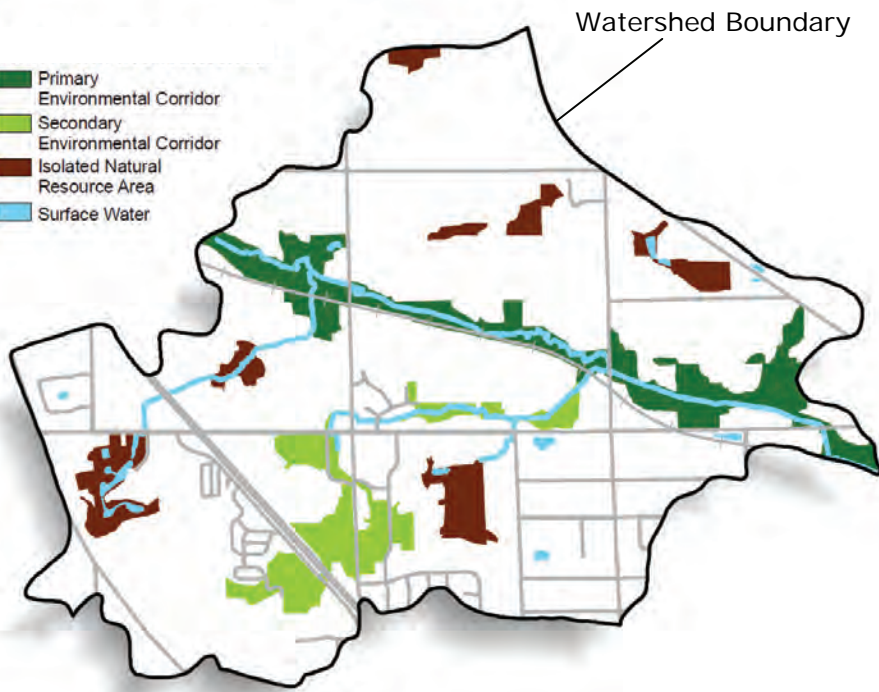 Watershed Boundary
Primary
Environmental Corridor
Secondary
Environmental Corridor
Isolated Natural
Resource Area
Surface Water